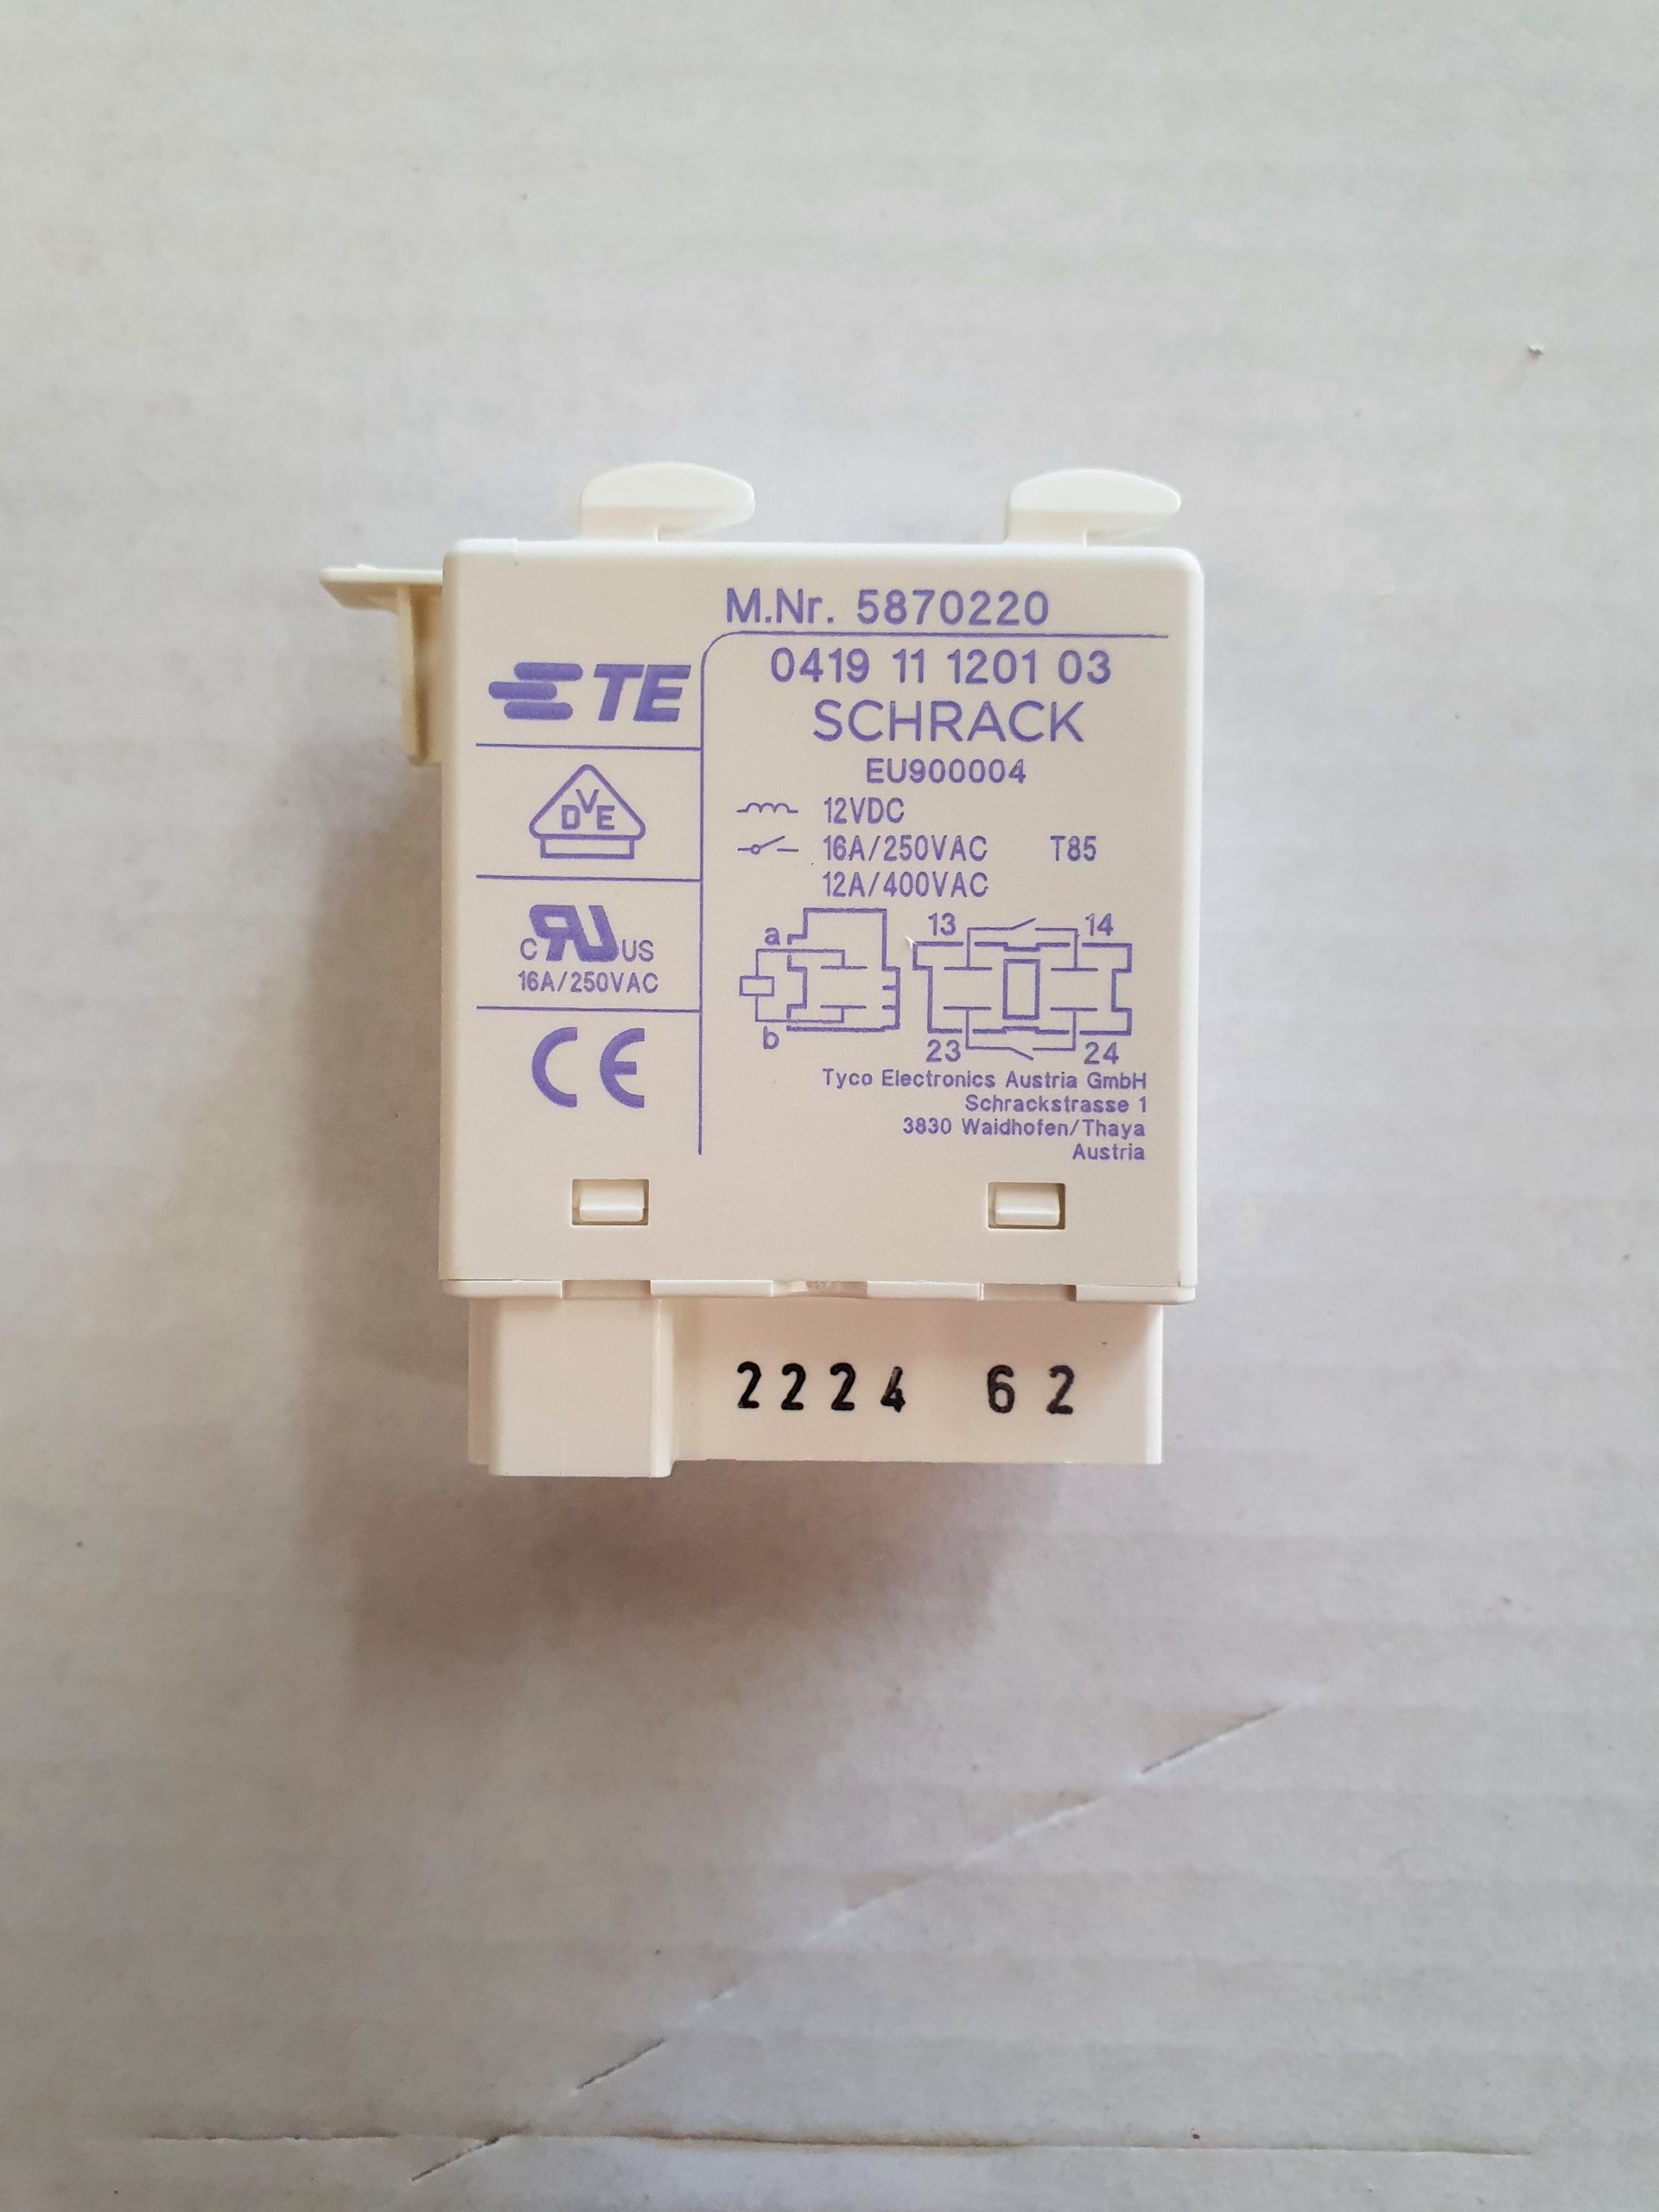 M.Nr. 5870220
TE
0419 11 1201 03
SCHRACK
EU900004
12VDC
16A/250VAC T85
12A/400VAC
DVE
C RU US
16A/250VAC
CE
a
b
13 14
23 24
Tyco Electronics Austria GmbH
Schrackstrasse 1
3830 Waidhofen/Thaya
Austria
2224 62